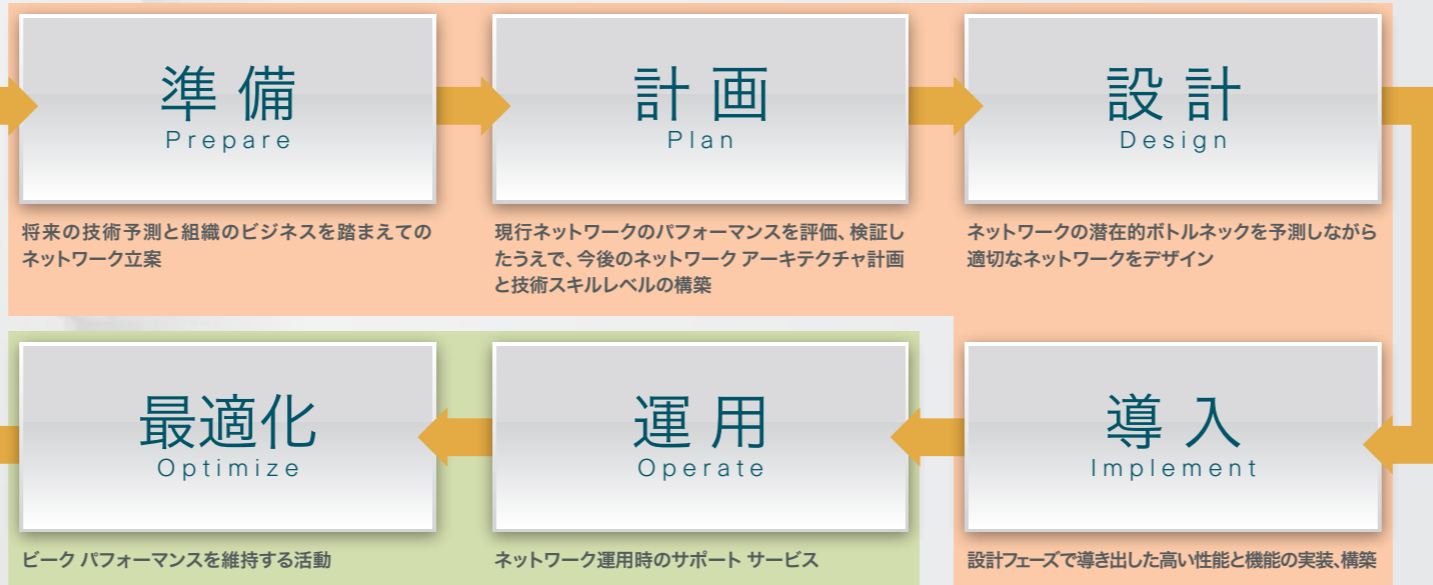 準備
Prepare
将来の技術予測と組織のビジネスを踏まえての
ネットワーク立案
計画
Plan
現行ネットワークのパフォーマンスを評価、検証し
たうえで、今後のネットワーク アーキテクチャ計画
と技術スキルレベルの構築
設計
Design
ネットワークの潜在的ボトルネックを予測しながら
適切なネットワークをデザイン
導入
Implement
設計フェーズで導き出した高い性能と機能の実装、構築
運用
Operate
ネットワーク運用時のサポート サービス
最適化
Optimize
ピーク パフォーマンスを維持する活動